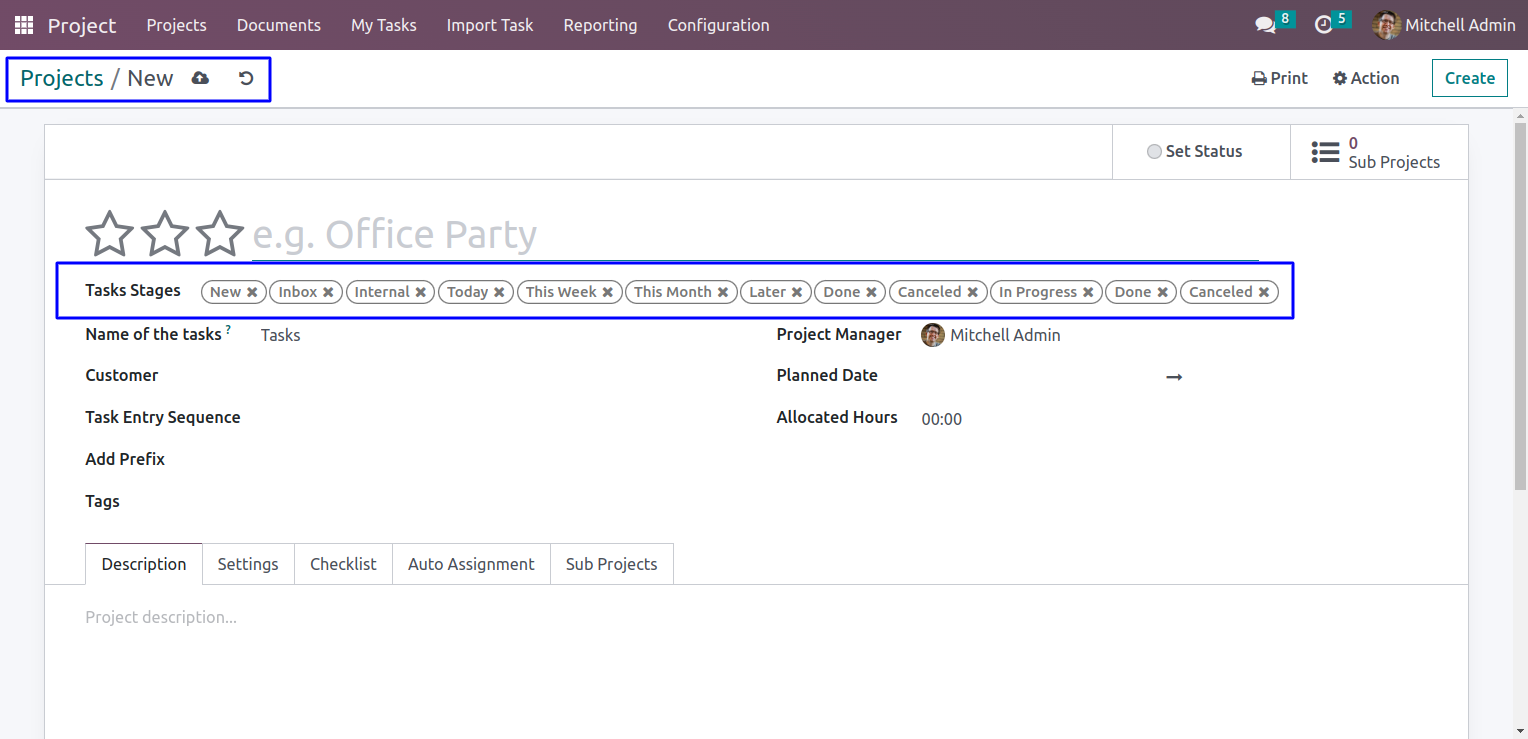 Project Projects Documents My Tasks Import Task Reporting Configuration 8 5 Mitchell Admin
Projects / New Print Action Create
Set Status 0 Sub Projects
e.g. Office Party
Tasks Stages New Inbox Internal Today This Week This Month Later Done Canceled In Progress Done Canceled
Name of the tasks ? Tasks Project Manager Mitchell Admin
Customer Planned Date
Task Entry Sequence Allocated Hours 00:00
Add Prefix
Tags
Description Settings Checklist Auto Assignment Sub Projects
Project description...